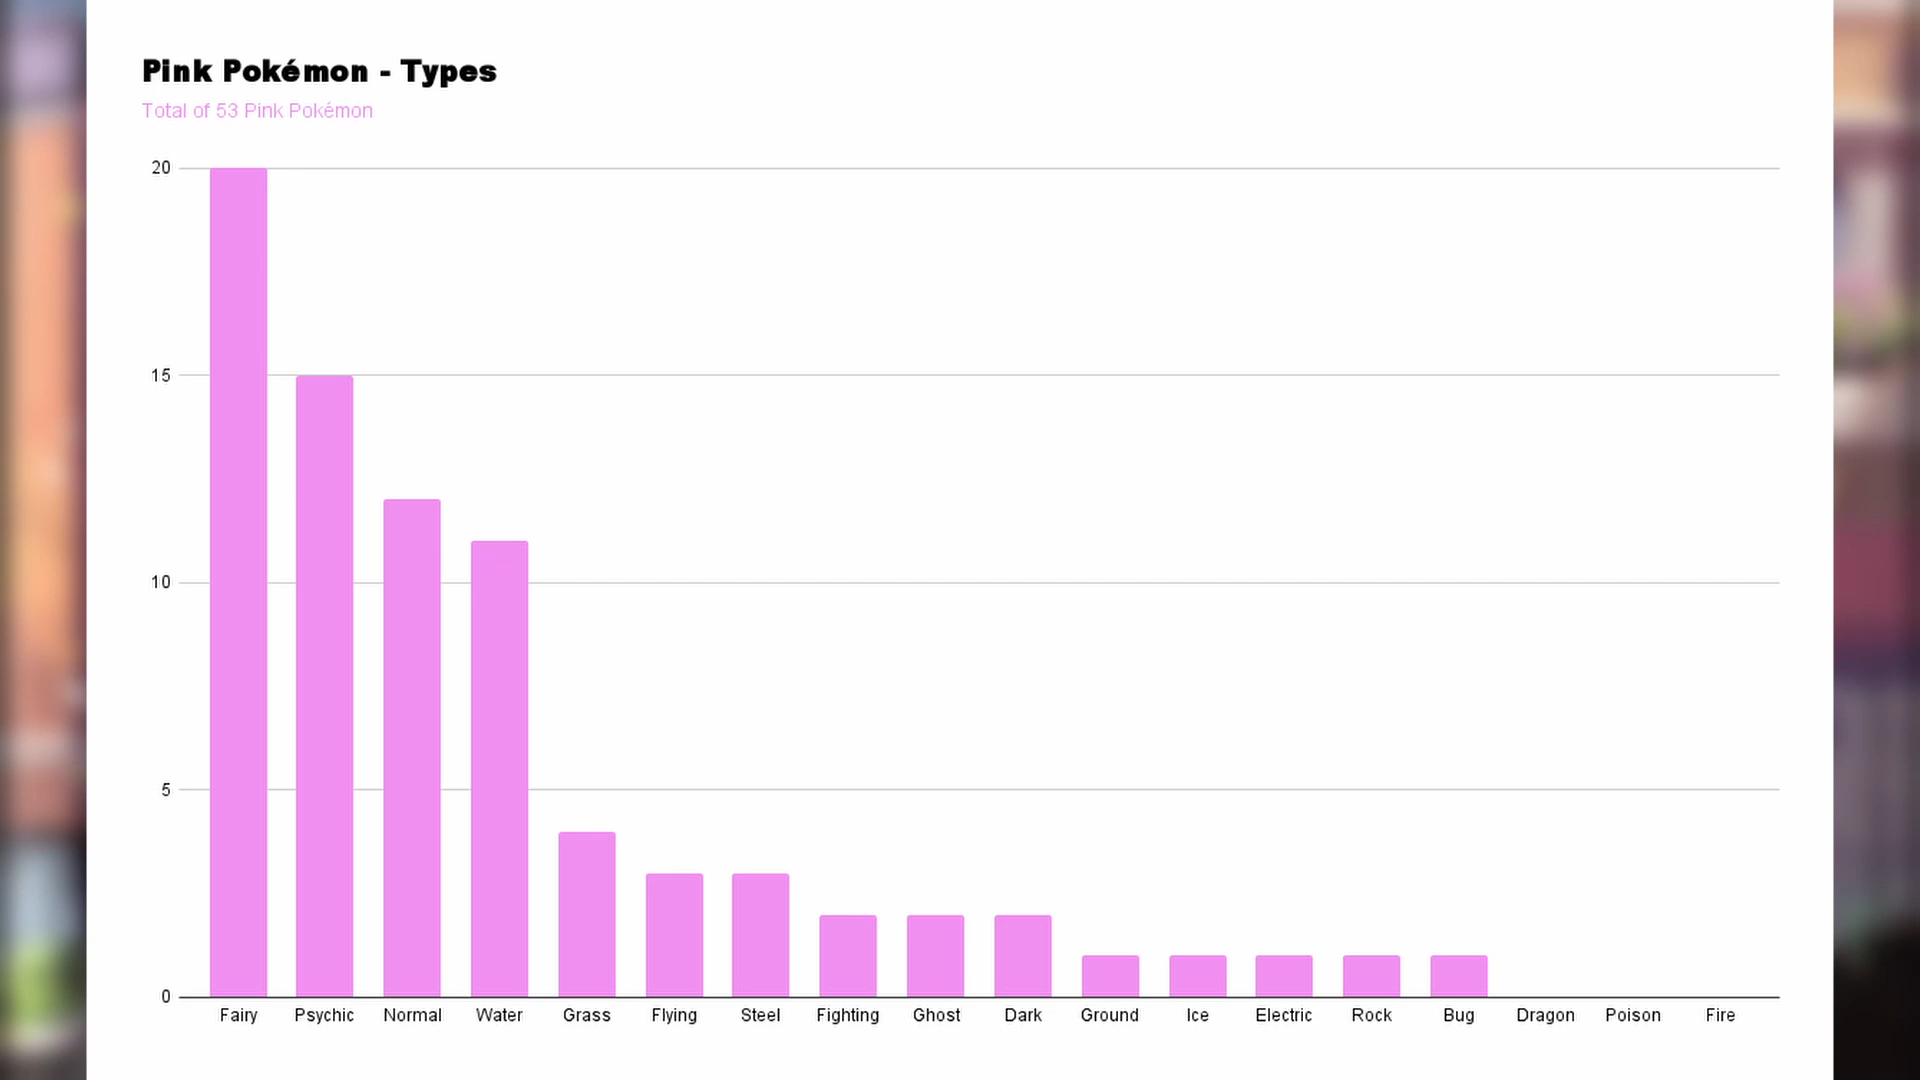 Pink Pokémon - Types
Total of 53 Pink Pokémon
20
15
10
5
0
Fairy Psychic Normal Water Grass Flying Steel Fighting Ghost Dark Ground Ice Electric Rock Bug Dragon Poison Fire